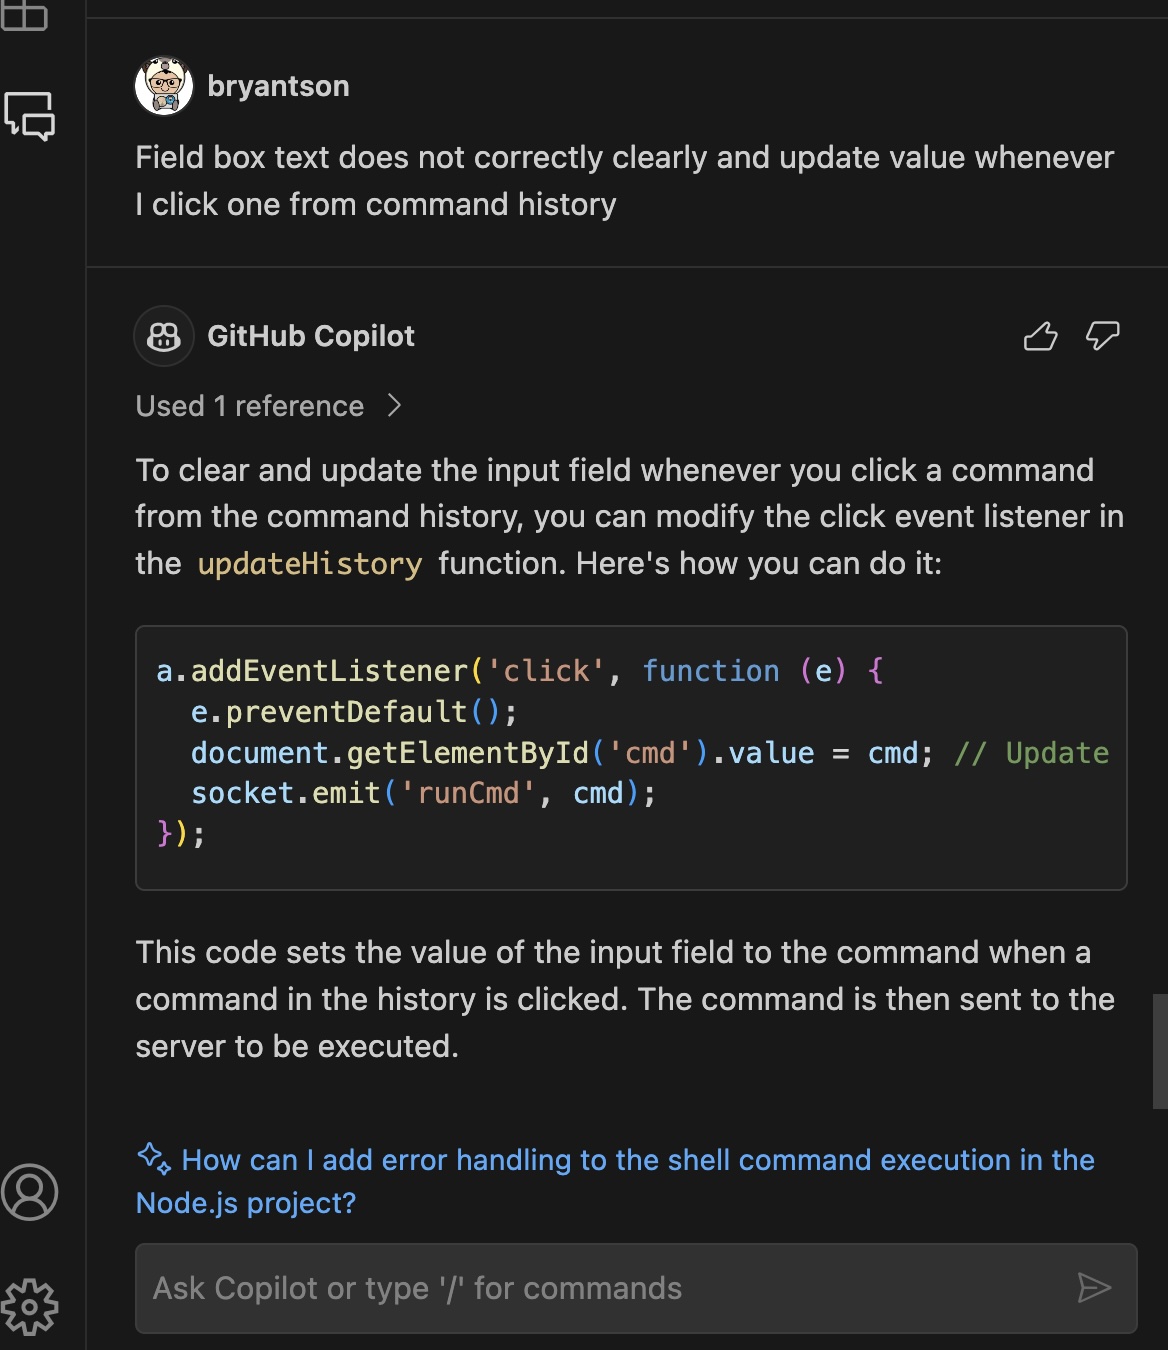 bryantson
Field box text does not correctly clearly and update value whenever
I click one from command history
GitHub Copilot
Used 1 reference
To clear and update the input field whenever you click a command
from the command history, you can modify the click event listener in
the updateHistory function. Here's how you can do it:
a.addEventListener('click', function (e) {
  e.preventDefault();
  document.getElementById('cmd').value = cmd; // Update
  socket.emit('runCmd', cmd);
});
This code sets the value of the input field to the command when a
command in the history is clicked. The command is then sent to the
server to be executed.
How can I add error handling to the shell command execution in the
Node.js project?
Ask Copilot or type '/' for commands